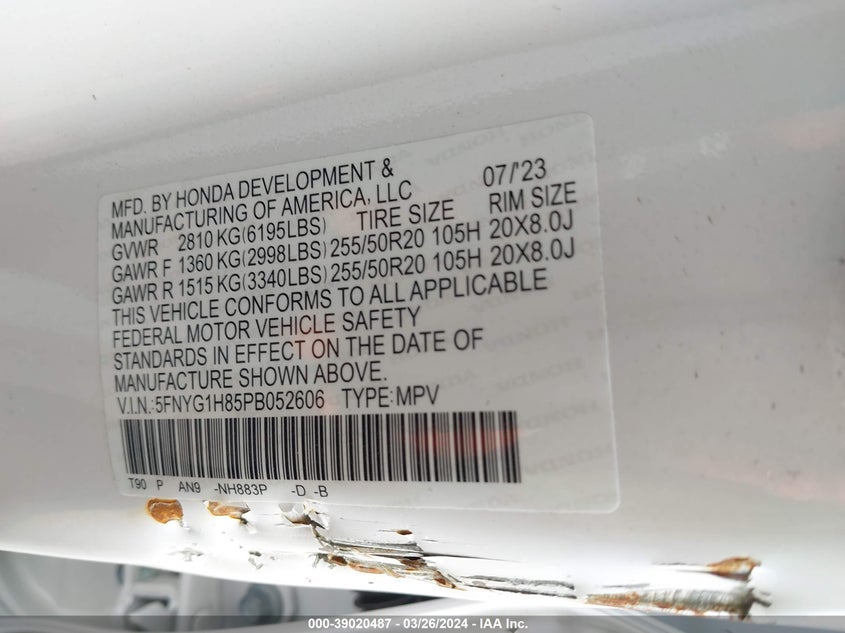 MFD. BY HONDA DEVELOPMENT & 07/'23
MANUFACTURING OF AMERICA, LLC
GVWR 2810 KG(6195LBS) TIRE SIZE RIM SIZE
GAWR F 1360 KG(2998LBS) 255/50R20 105H 20X8.0J
GAWR R 1515 KG(3340LBS) 255/50R20 105H 20X8.0J
THIS VEHICLE CONFORMS TO ALL APPLICABLE
FEDERAL MOTOR VEHICLE SAFETY
STANDARDS IN EFFECT ON THE DATE OF
MANUFACTURE SHOWN ABOVE.
V.I.N.:5FNYG1H85PB052606 TYPE:MPV
T90 P AN9 -NH883P -D -B
000-39020487 - 03/26/2024 - IAA Inc.